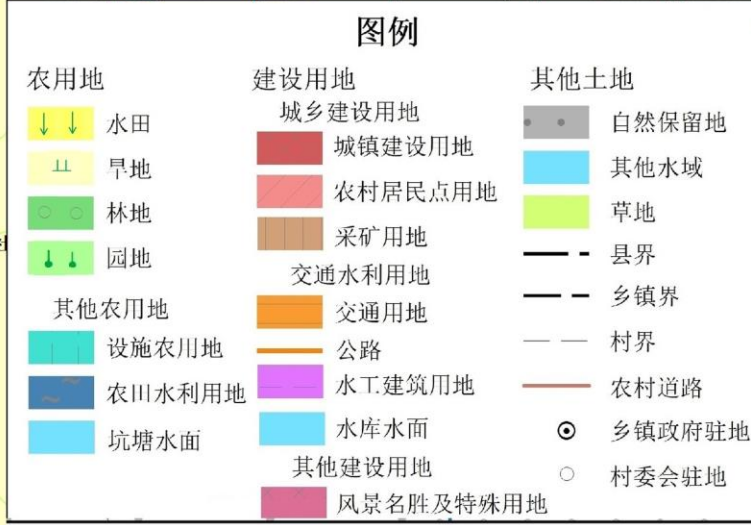 图例
农用地
水田
旱地
林地
园地
其他农用地
设施农用地
农田水利用地
坑塘水面
建设用地
城乡建设用地
城镇建设用地
农村居民点用地
采矿用地
交通水利用地
交通用地
公路
水工建筑用地
水库水面
其他建设用地
风景名胜及特殊用地
其他土地
自然保留地
其他水域
草地
县界
乡镇界
村界
农村道路
乡镇政府驻地
村委会驻地